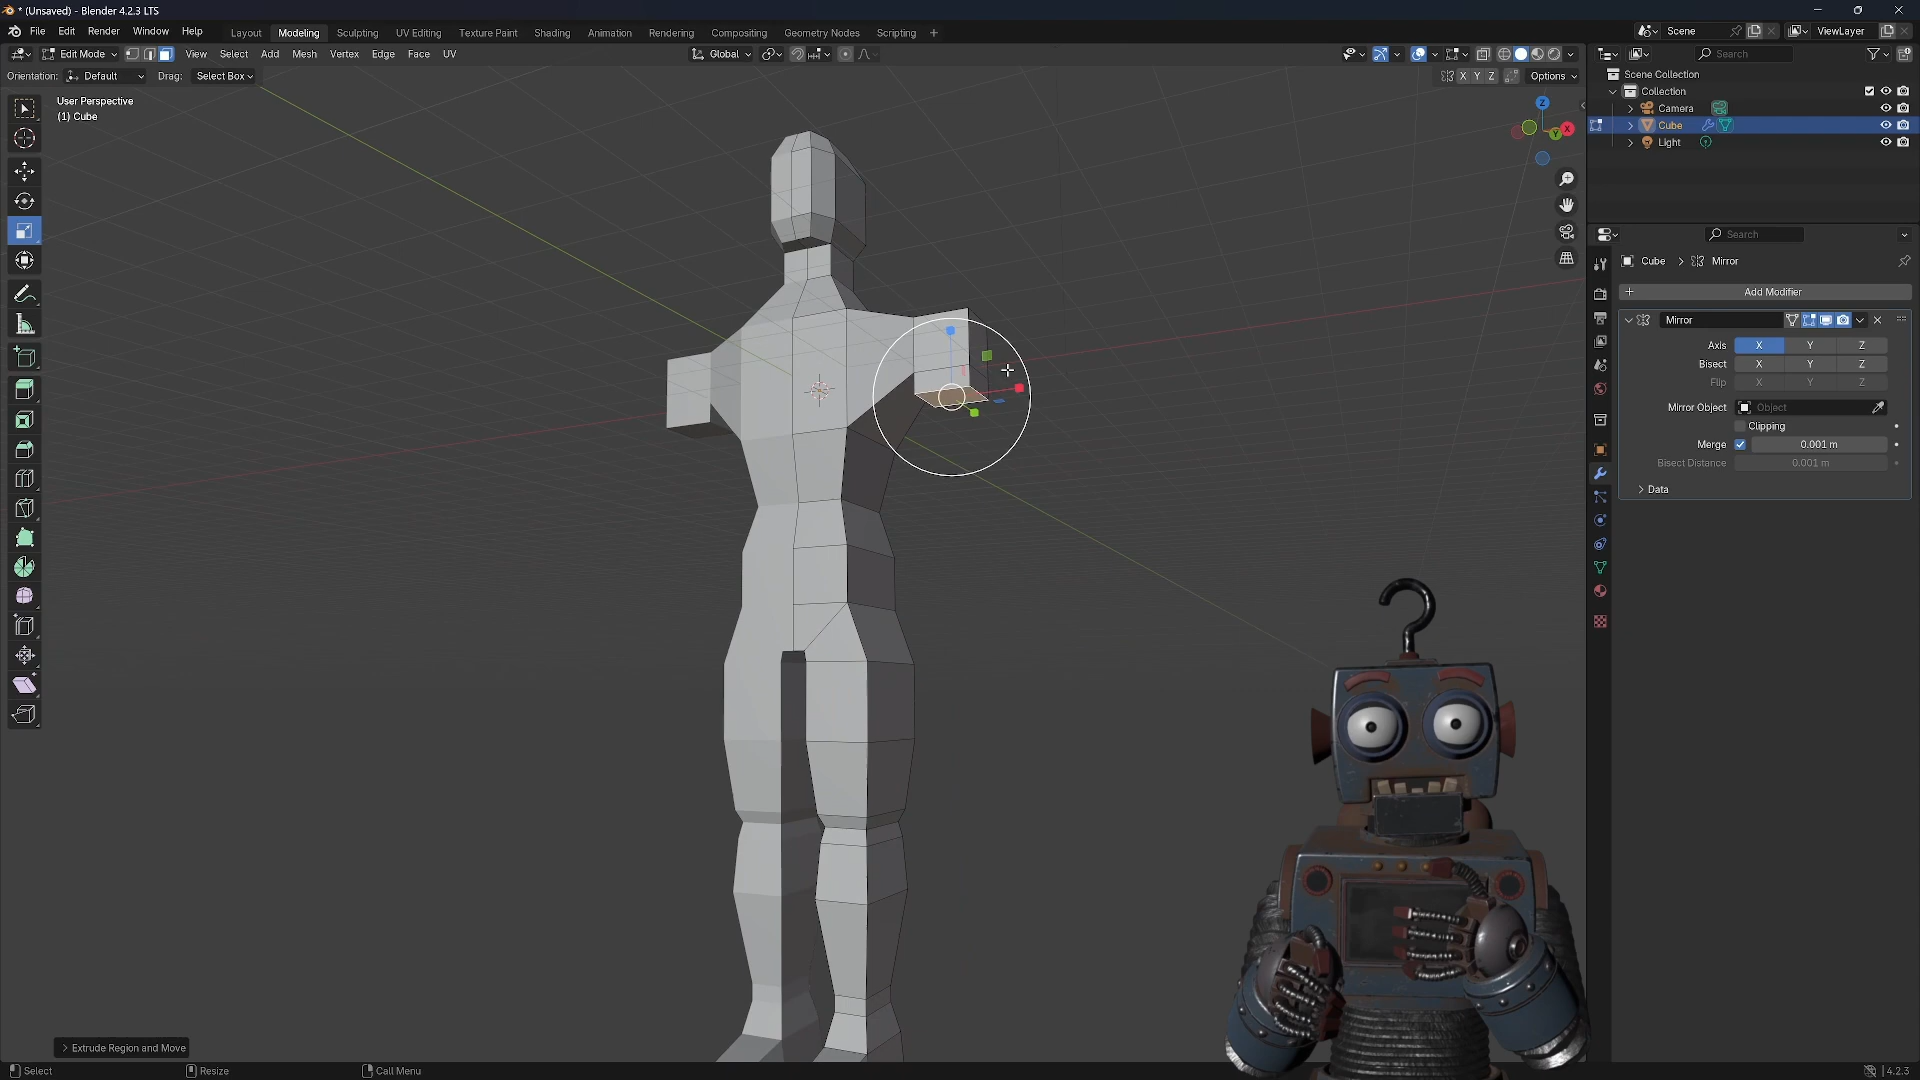 * (Unsaved) - Blender 4.2.3 LTS
File Edit Render Window Help
Layout Modeling Sculpting UV Editing Texture Paint Shading Animation Rendering Compositing Geometry Nodes Scripting +
Scene
ViewLayer
Edit Mode View Select Add Mesh Vertex Edge Face UV
Global
Search
Orientation: Default Drag: Select Box
X Y Z Options
User Perspective
(1) Cube
Z
Y
X
Scene Collection
Collection
Camera
Cube
Light
Search
Cube > Mirror
+ Add Modifier
Mirror
Axis X Y Z
Bisect X Y Z
Flip X Y Z
Mirror Object Object
Clipping
Merge 0.001 m
Bisect Distance 0.001 m
> Data
> Extrude Region and Move
Select
Resize
Call Menu
4.2.3